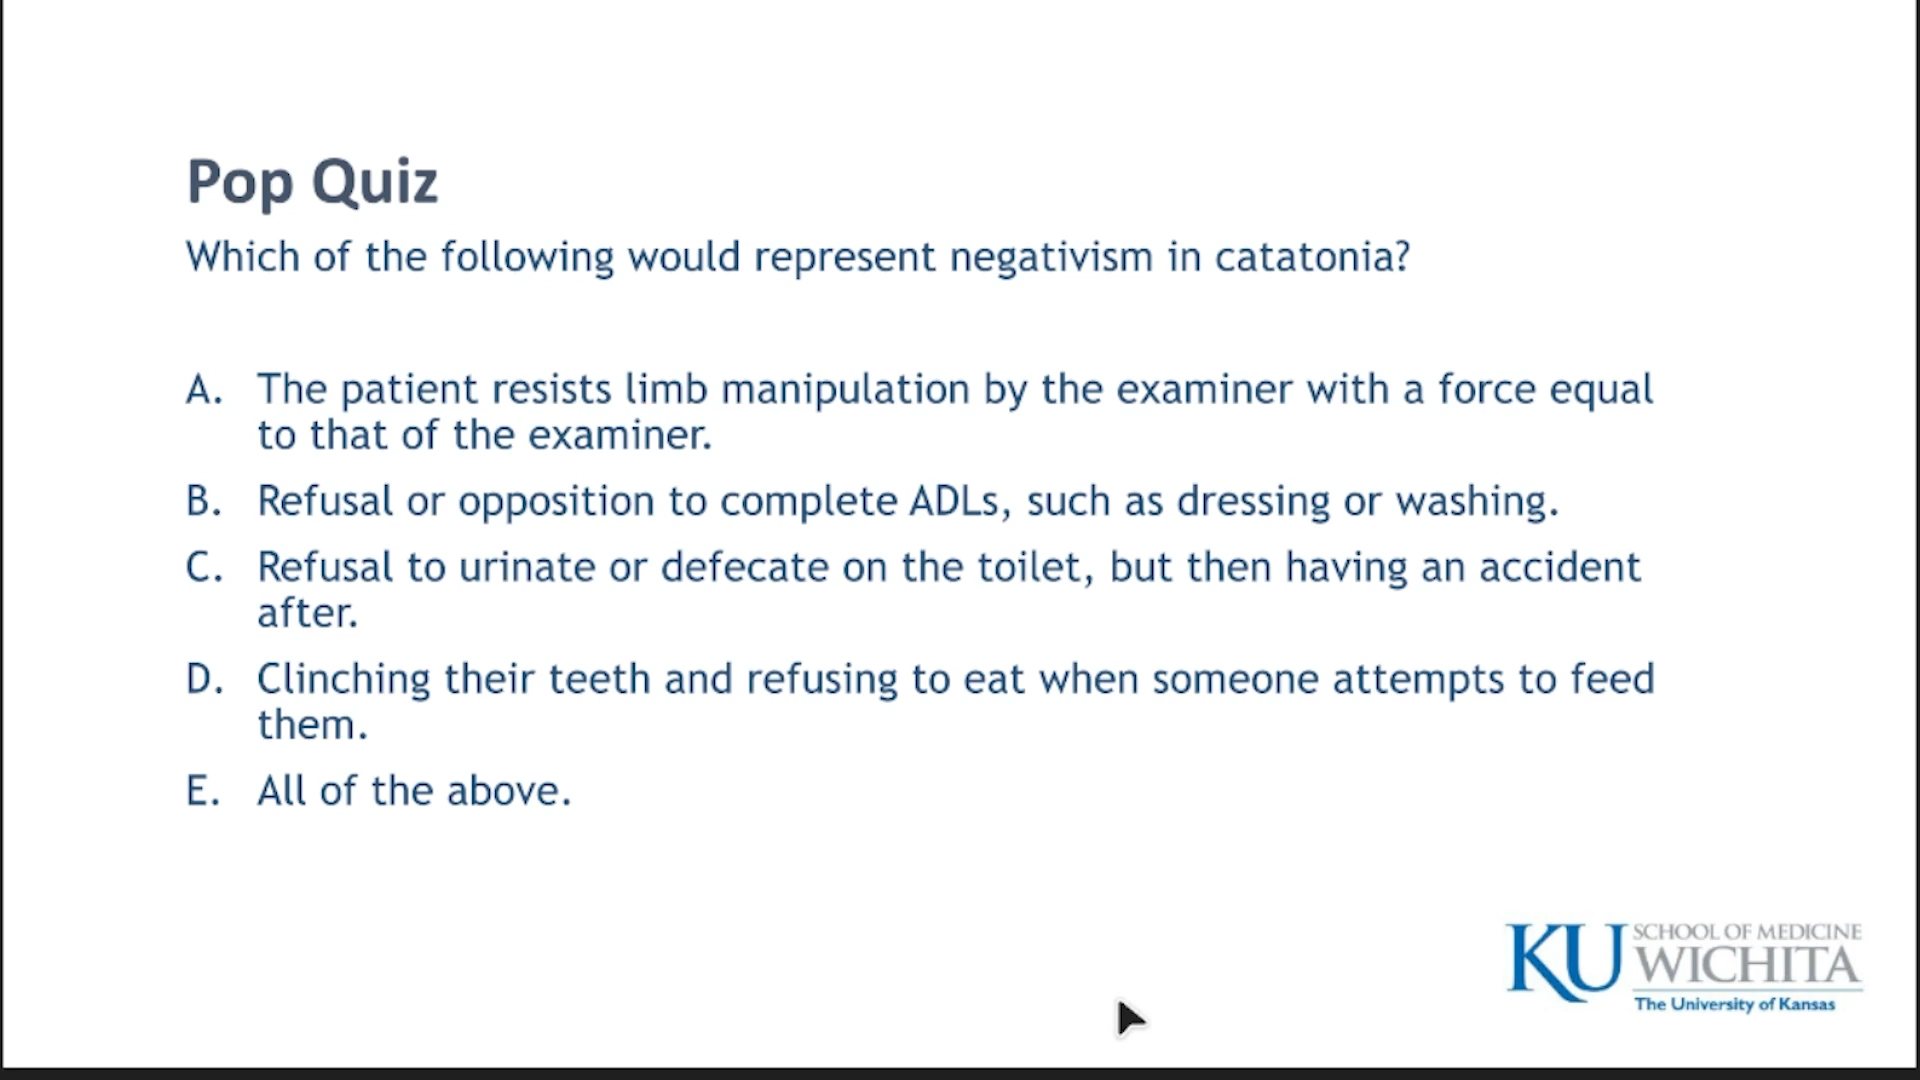 Pop Quiz
Which of the following would represent negativism in catatonia?
A. The patient resists limb manipulation by the examiner with a force equal
to that of the examiner.
B. Refusal or opposition to complete ADLs, such as dressing or washing.
C. Refusal to urinate or defecate on the toilet, but then having an accident
after.
D. Clinching their teeth and refusing to eat when someone attempts to feed
them.
E. All of the above.
KU SCHOOL OF MEDICINE
WICHITA
The University of Kansas